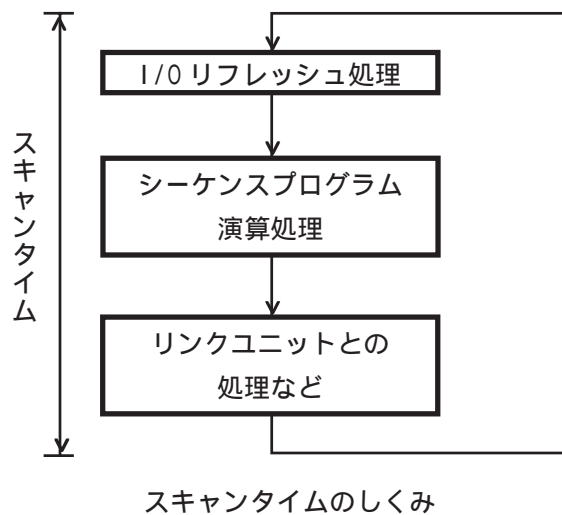 スキャンタイム
I/0 リフレッシュ処理
シーケンスプログラム
演算処理
リンクユニットとの
処理など
スキャンタイムのしくみ